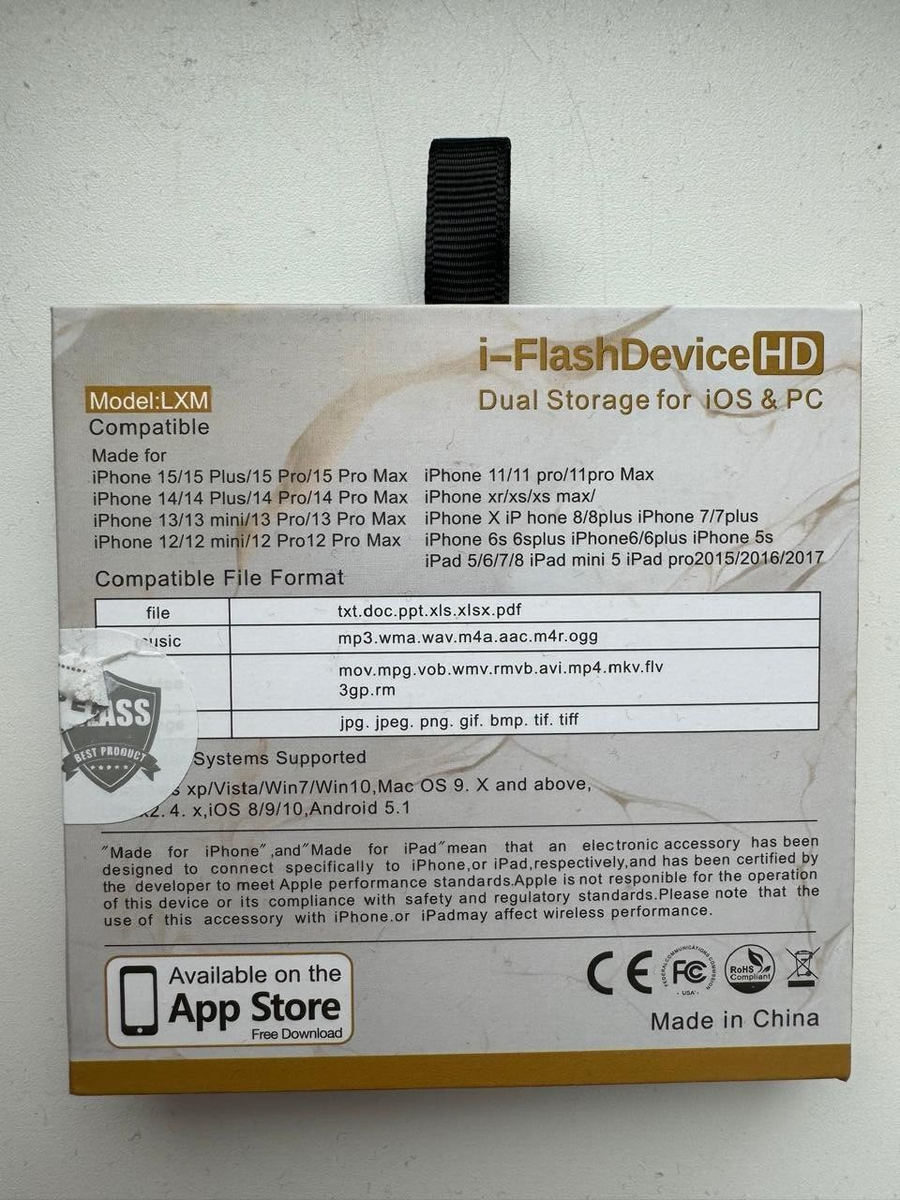 i-FlashDevice HD
Dual Storage for iOS & PC
Model:LXM
Compatible
Made for
iPhone 15/15 Plus/15 Pro/15 Pro Max
iPhone 14/14 Plus/14 Pro/14 Pro Max
iPhone 13/13 mini/13 Pro/13 Pro Max
iPhone 12/12 mini/12 Pro12 Pro Max
iPhone 11/11 pro/11pro Max
iPhone xr/xs/xs max/
iPhone X iP hone 8/8plus iPhone 7/7plus
iPhone 6s 6splus iPhone6/6plus iPhone 5s
iPad 5/6/7/8 iPad mini 5 iPad pro2015/2016/2017
Compatible File Format
file txt.doc.ppt.xls.xlsx.pdf
mp3.wma.wav.m4a.aac.m4r.ogg
mov.mpg.vob.wmv.rmvb.avi.mp4.mkv.flv
3gp.rm
jpg. jpeg. png. gif. bmp. tif. tiff
BEST PRODUCT
Systems Supported
xp/Vista/Win7/Win10,Mac OS 9. X and above,
x,iOS 8/9/10,Android 5.1
"Made for iPhone",and"Made for iPad"mean that an electronic accessory has been
designed to connect specifically to iPhone,or iPad,respectively,and has been certified by
the developer to meet Apple performance standards.Apple is not responible for the operation
of this device or its compliance with safety and regulatory standards.Please note that the
use of this accessory with iPhone.or iPadmay affect wireless performance.
Available on the
App Store
Free Download
CE
FEDERAL COMMUNICATIONS COMMISSION
FC
USA
RoHS
Compliant
Made in China